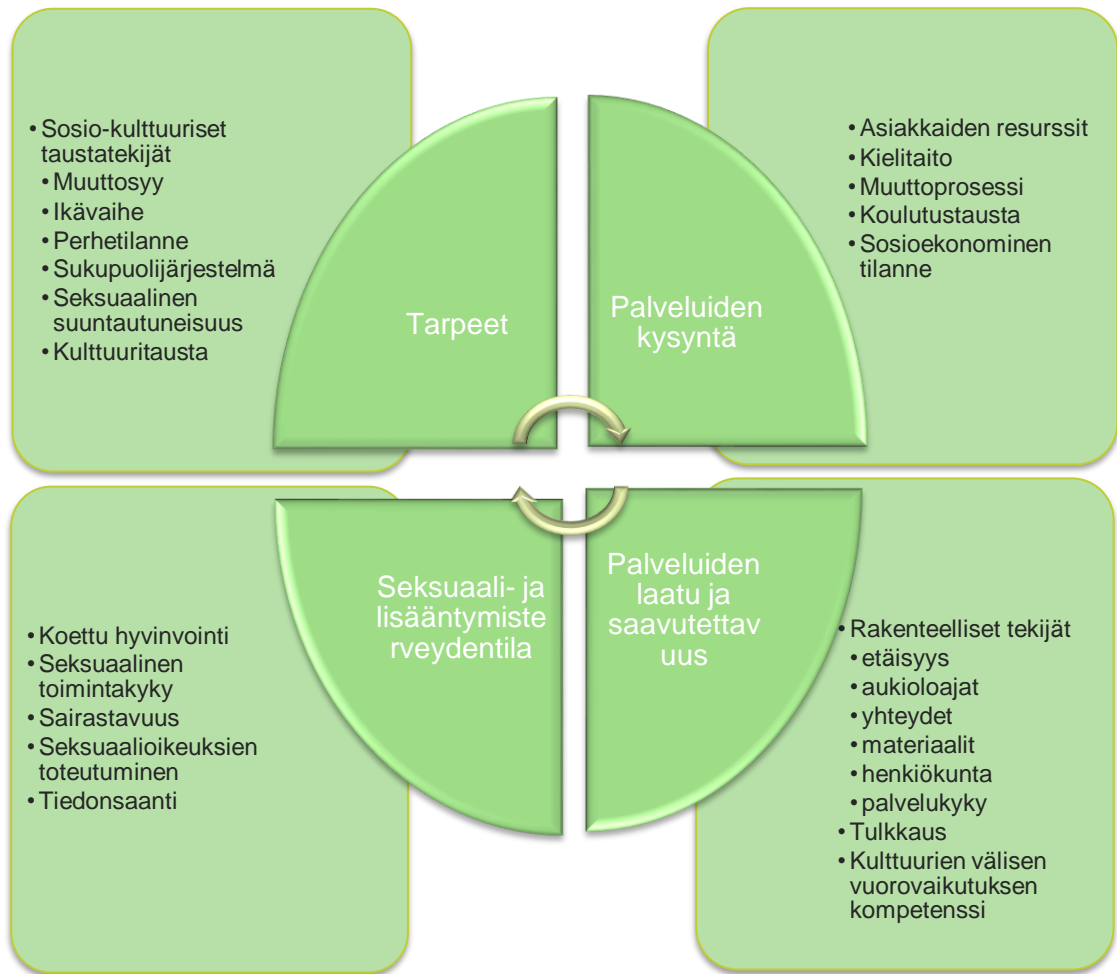 • Sosio-kulttuuriset
taustatekijät
• Muuttosyy
• Ikävaihe
• Perhetilanne
• Sukupuolijärjestelmä
• Seksuaalinen
suuntautuneisuus
• Kulttuuritausta
Tarpeet
Palveluiden
kysyntä
• Asiakkaiden resurssit
• Kielitaito
• Muuttoprosessi
• Koulutustausta
• Sosioekonominen
tilanne
• Koettu hyvinvointi
• Seksuaalinen
toimintakyky
• Sairastavuus
• Seksuaalioikeuksien
toteutuminen
• Tiedonsaanti
Seksuaali- ja
lisääntymiste
rveydentila
Palveluiden
laatu ja
saavutettav
uus
• Rakenteelliset tekijät
• etäisyys
• aukioloajat
• yhteydet
• materiaalit
• henkiökunta
• palvelukyky
• Tulkkaus
• Kulttuurien välisen
vuorovaikutuksen
kompetenssi